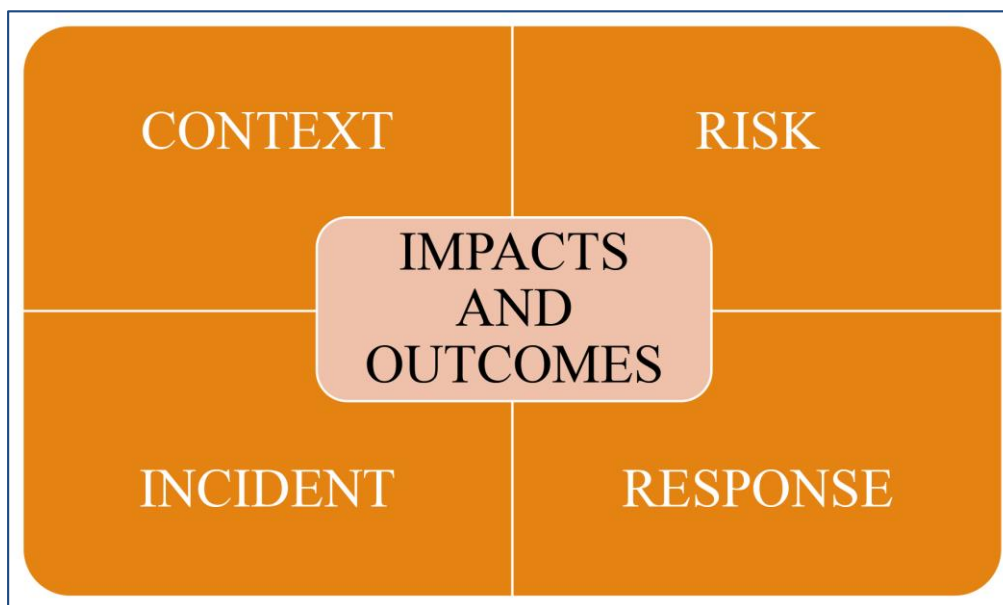 CONTEXT
RISK
IMPACTS
AND
OUTCOMES
INCIDENT
RESPONSE